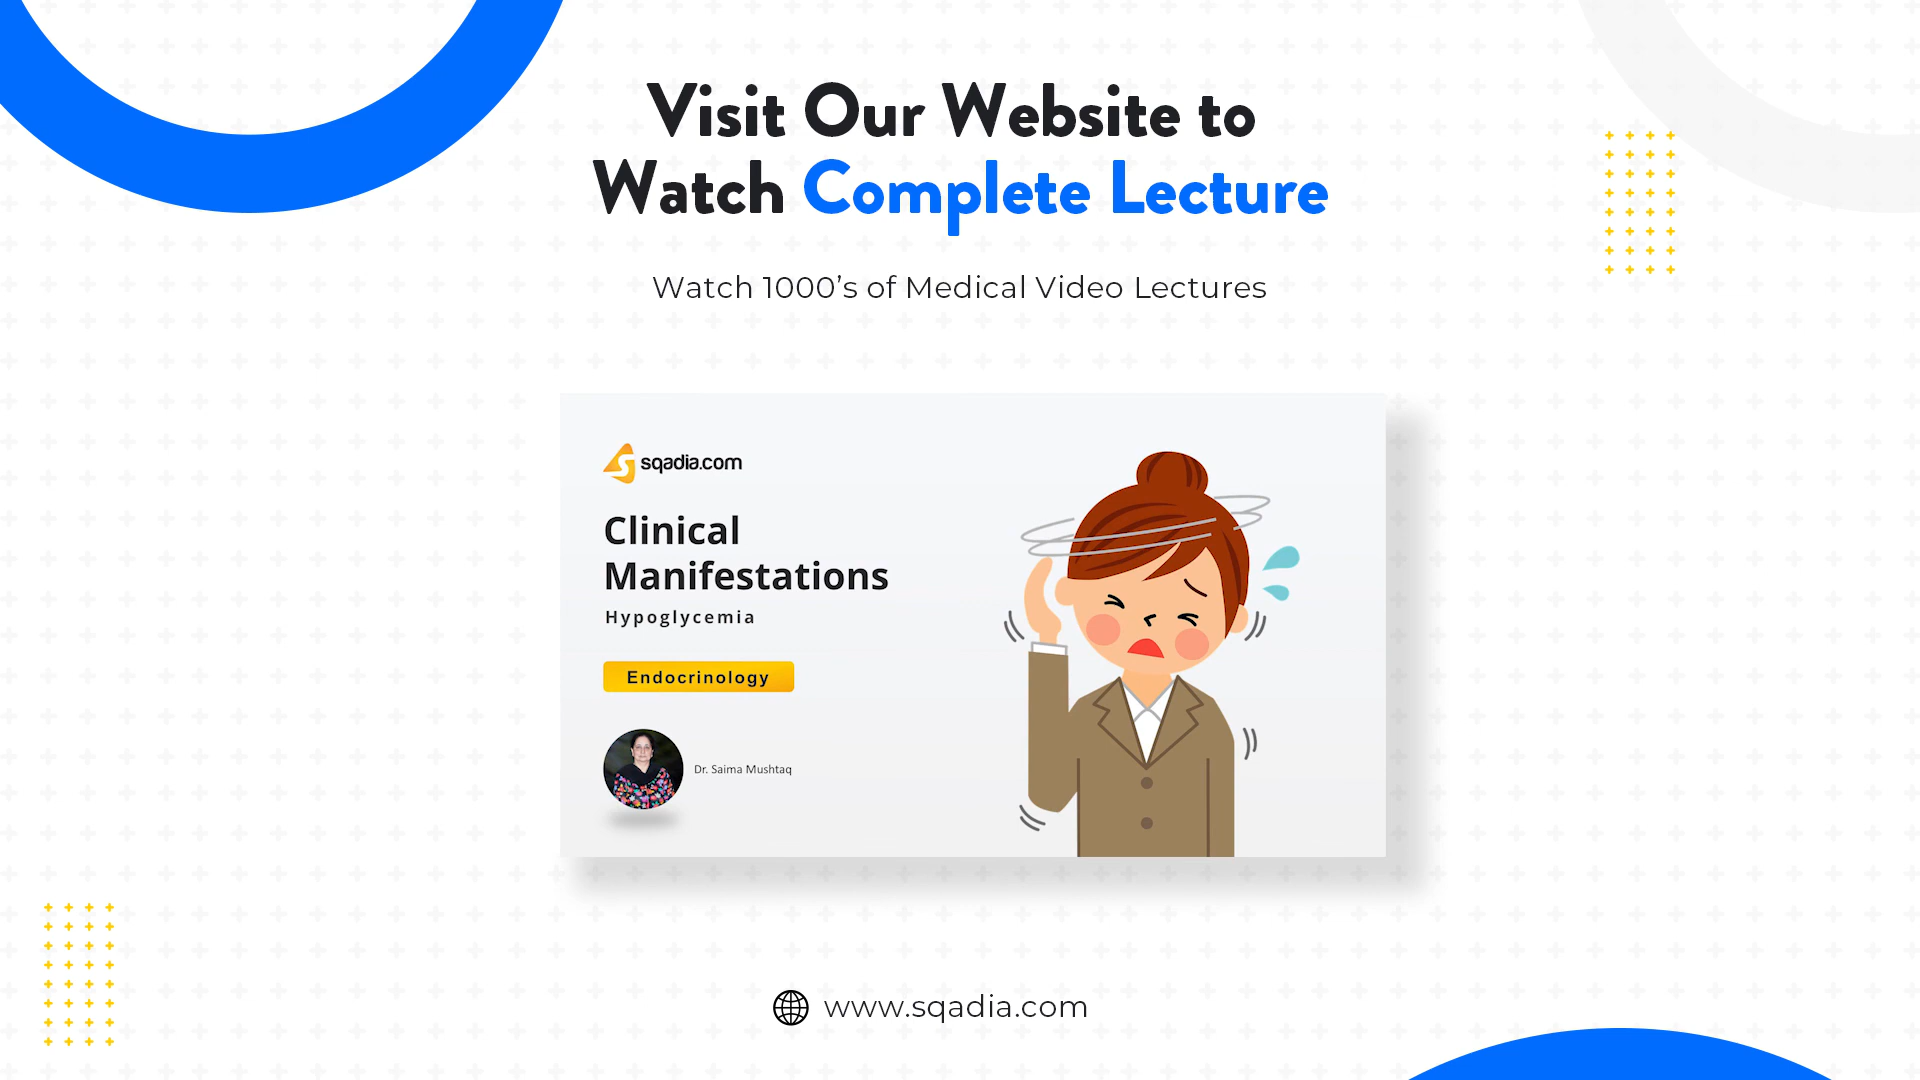 Visit Our Website to
Watch Complete Lecture
Watch 1000’s of Medical Video Lectures
sqadia.com
Clinical
Manifestations
Hypoglycemia
Endocrinology
Dr. Saima Mushtaq
www.sqadia.com